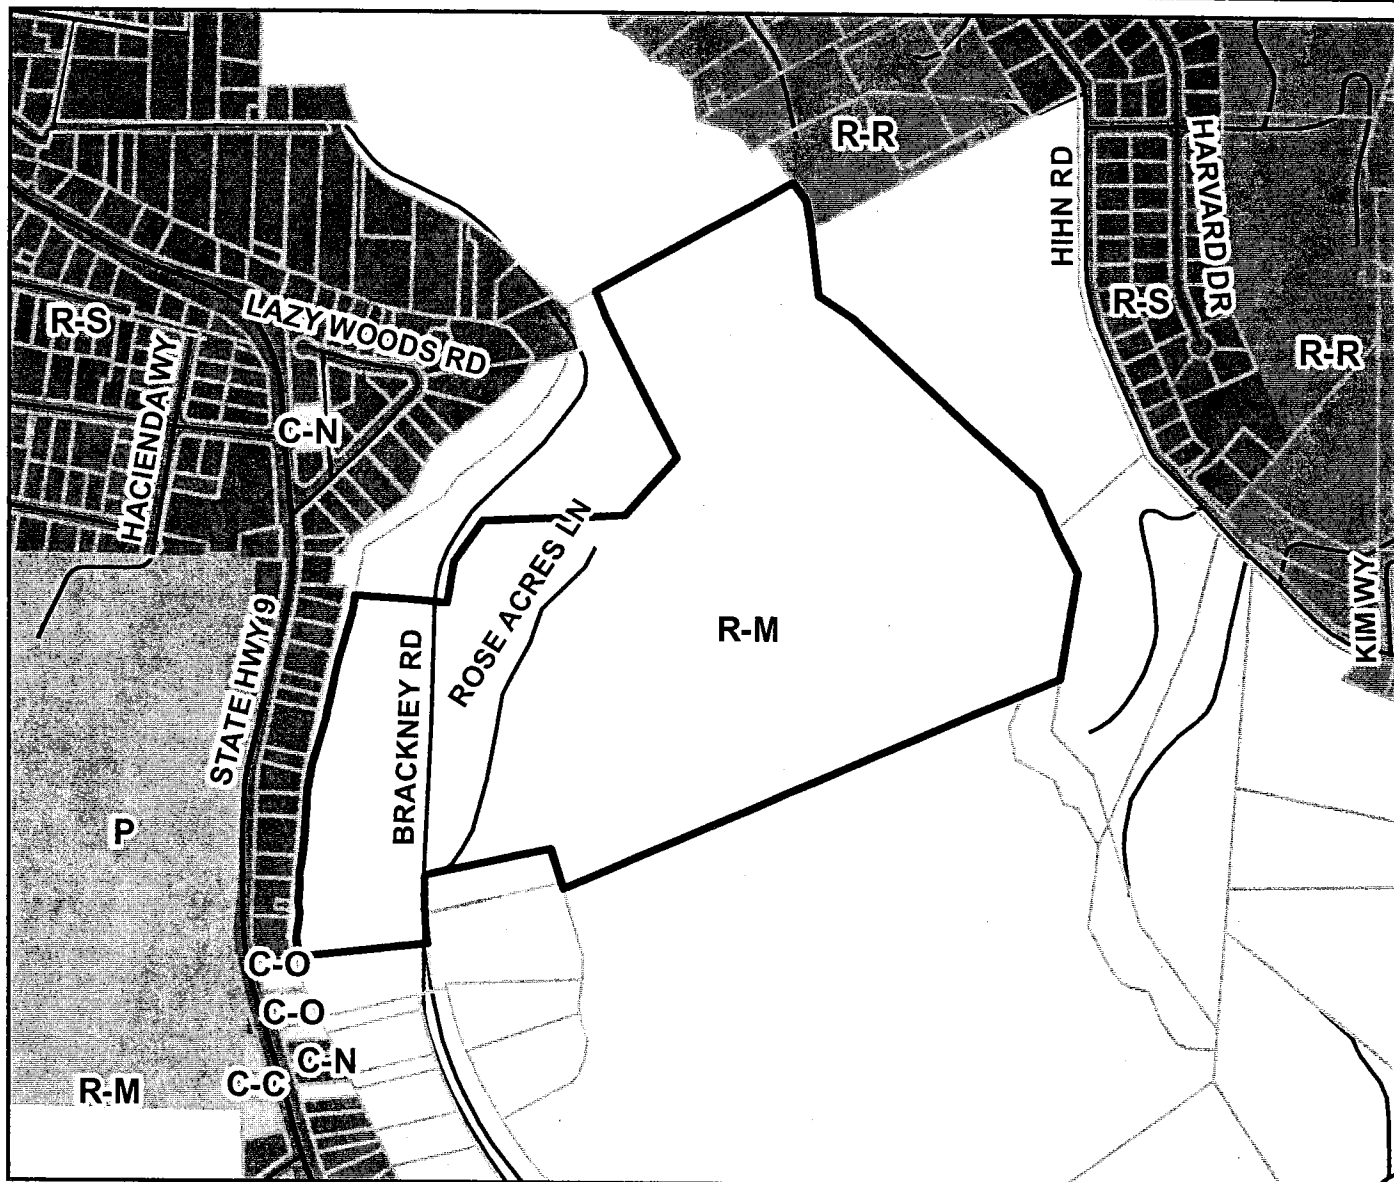 R-R
HARVARD DR
HIHN RD
R-S
R-S
LAZY WOODS RD
R-R
HACIENDA WY
C-N
ROSE ACRES LN
KIM WY
STATE HWY 9
R-M
BRACKNEY RD
P
C-O
C-O
C-N
C-C
R-M